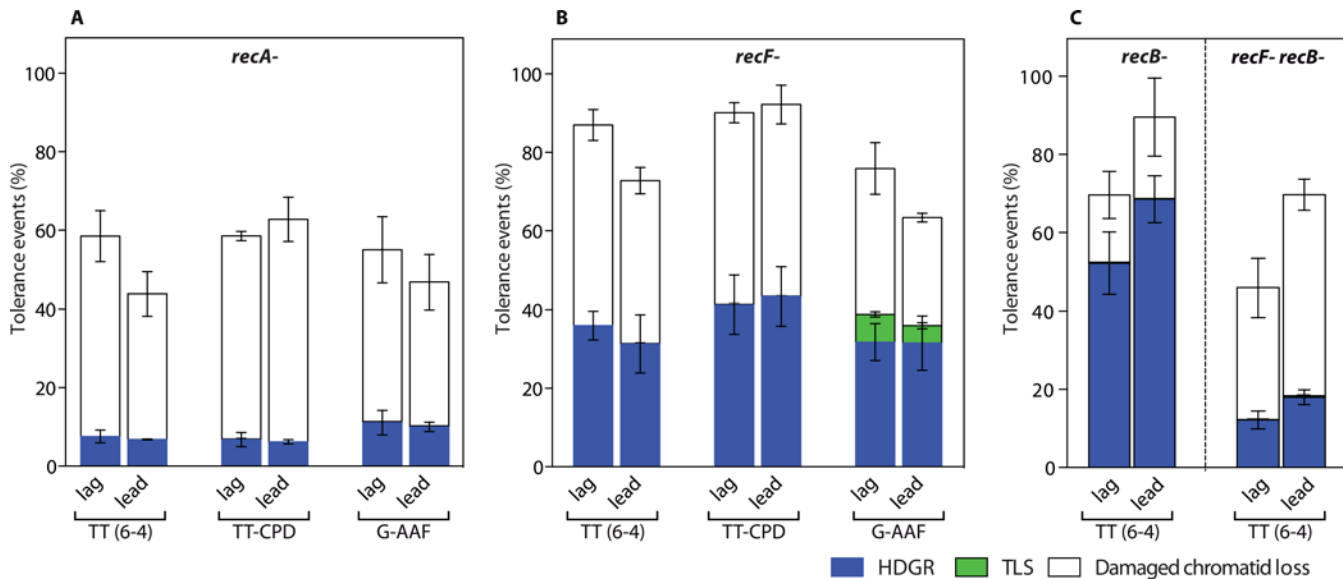 A
recA-
Tolerance events (%)
100
80
60
40
20
0
lag lead lag lead lag lead
TT (6-4) TT-CPD G-AAF
B
recF-
Tolerance events (%)
100
80
60
40
20
0
lag lead lag lead lag lead
TT (6-4) TT-CPD G-AAF
C
recB- recF- recB-
Tolerance events (%)
100
80
60
40
20
0
lag lead lag lead
TT (6-4) TT (6-4)
HDGR TLS Damaged chromatid loss